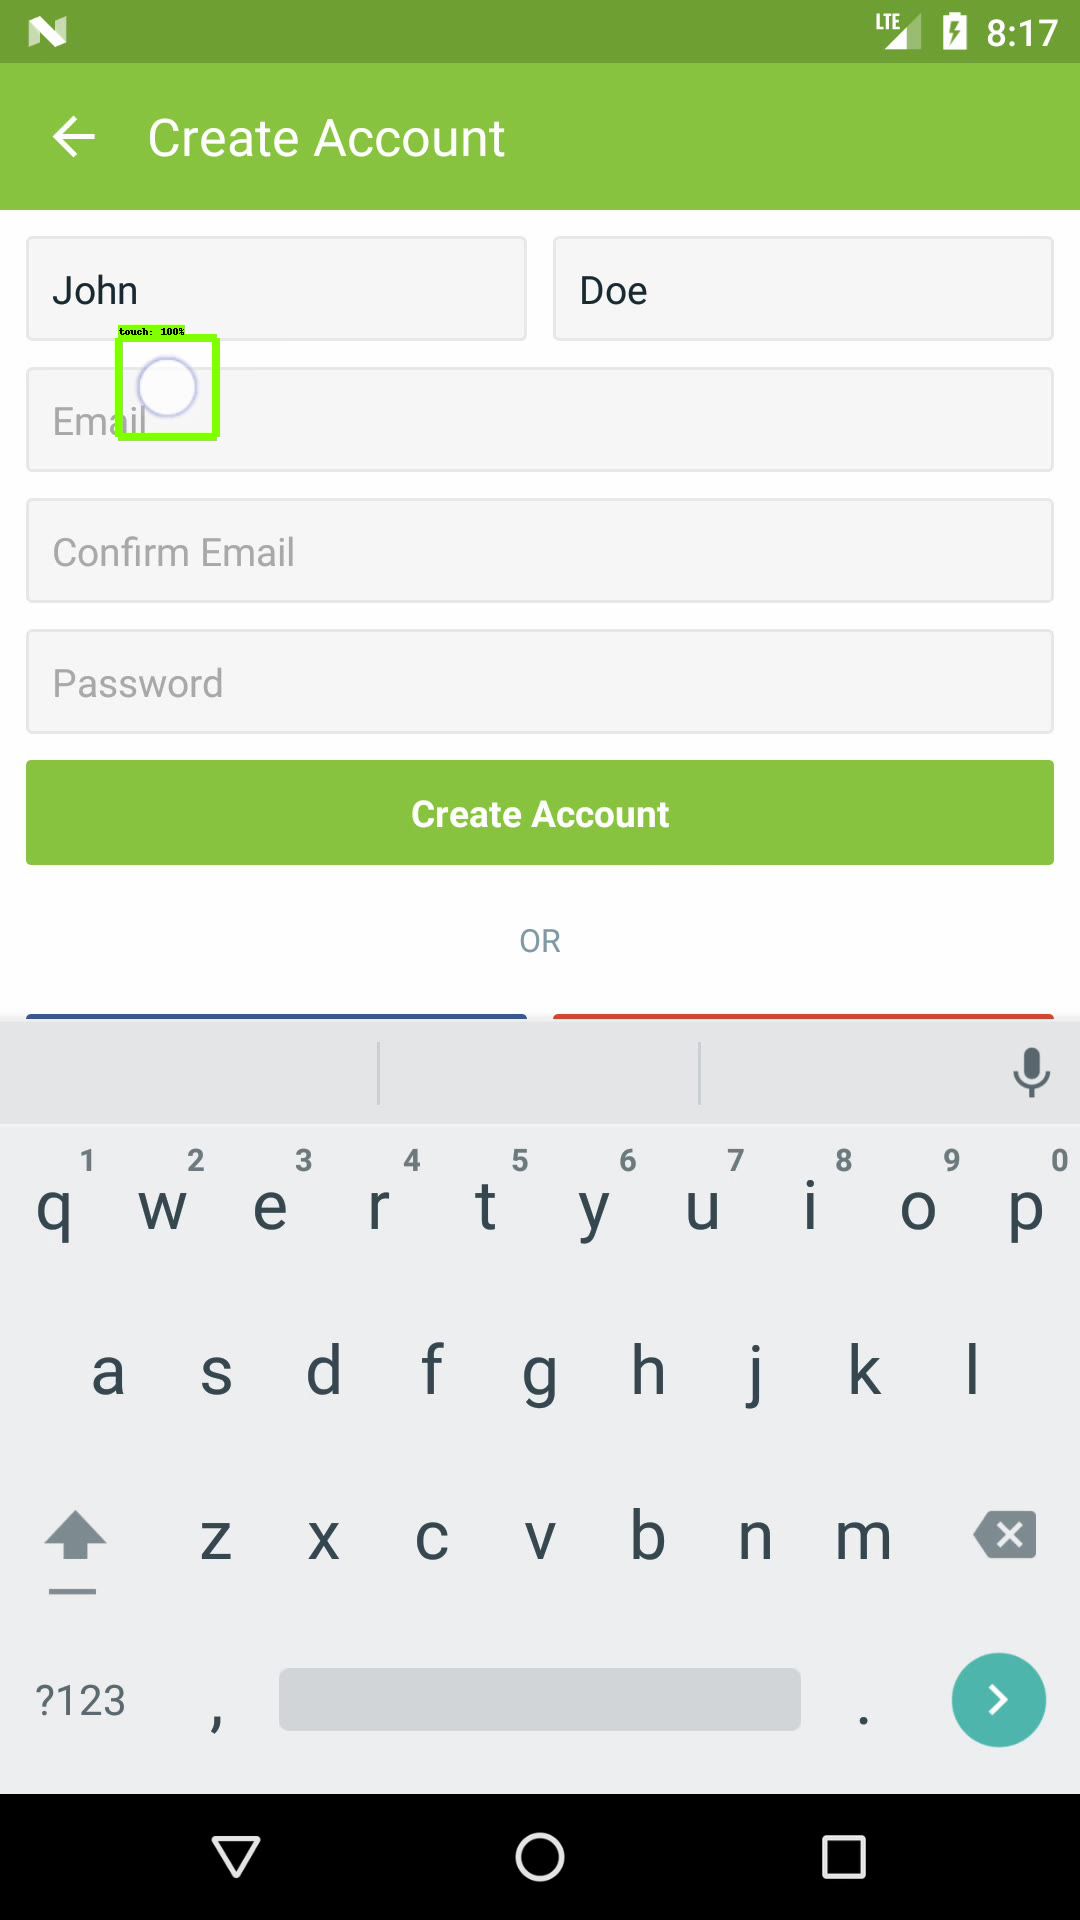 LTE 8:17
Create Account
John Doe
touch: 100%
Email
Confirm Email
Password
Create Account
OR
1 2 3 4 5 6 7 8 9 0
q w e r t y u i o p
a s d f g h j k l
z x c v b n m
?123 , .